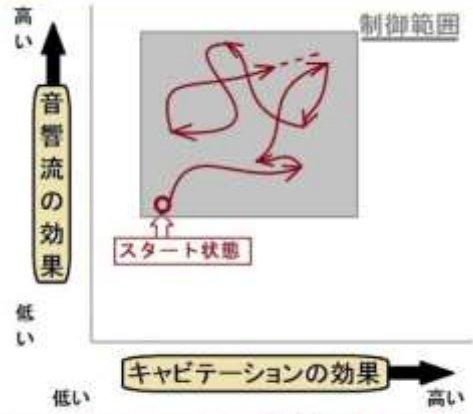 高い
制御範囲
音響流の効果
スタート状態
低い
キャビテーションの効果
低い
高い